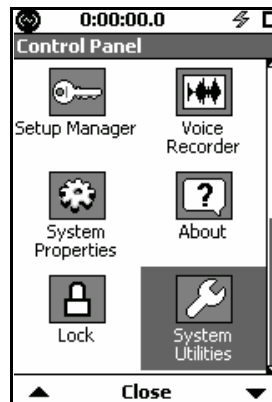 0:00:00.0
Control Panel
Setup Manager
Voice
Recorder
System
Properties
About
Lock
System
Utilities
Close